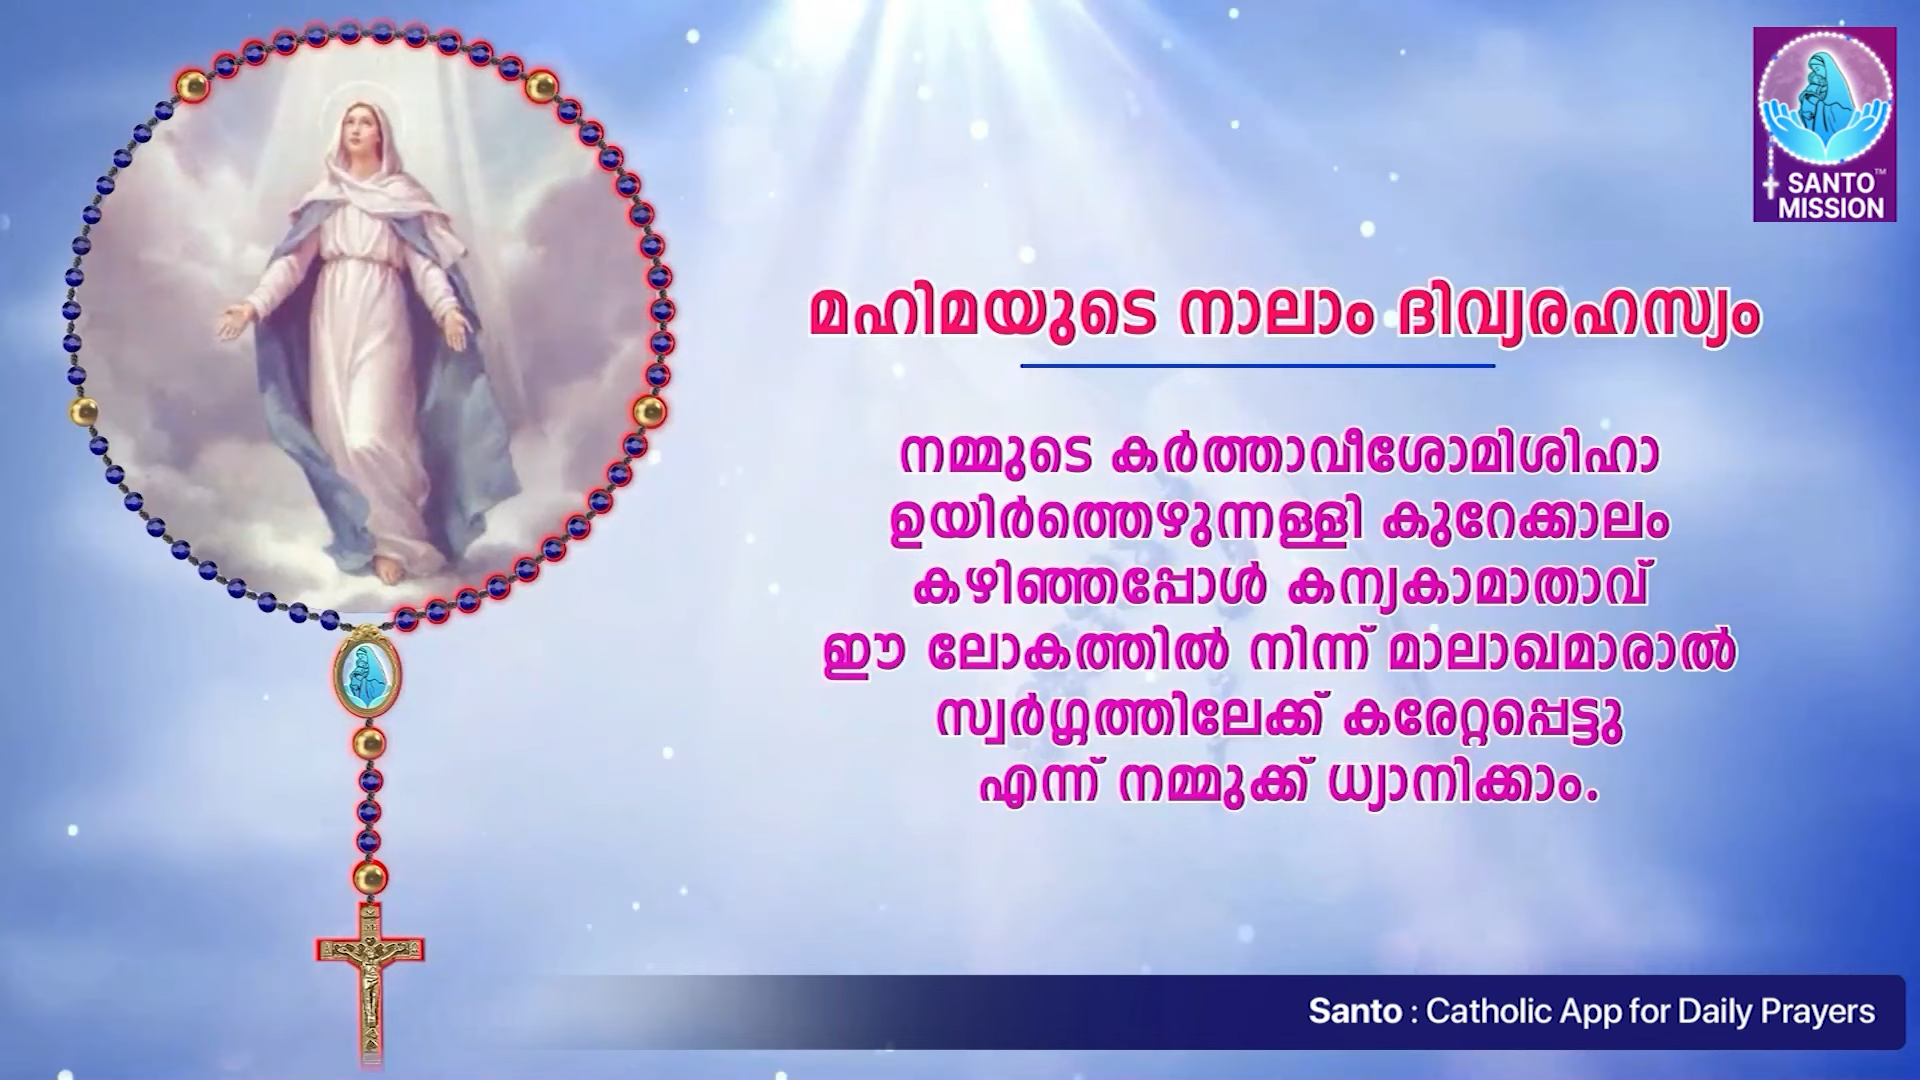 SANTO™
MISSION
മഹിമയുടെ നാലാം ദിവ്യരഹസ്യം
നമ്മുടെ കർത്താവീശോമിശിഹാ
ഉയിർത്തെഴുന്നള്ളി കുറേക്കാലം
കഴിഞ്ഞപ്പോൾ കന്യകാമാതാവ്
ഈ ലോകത്തിൽ നിന്ന് മാലാഖമാരാൽ
സ്വർഗ്ഗത്തിലേക്ക് കരേറ്റപ്പെട്ടു
എന്ന് നമ്മുക്ക് ധ്യാനിക്കാം.
Santo : Catholic App for Daily Prayers